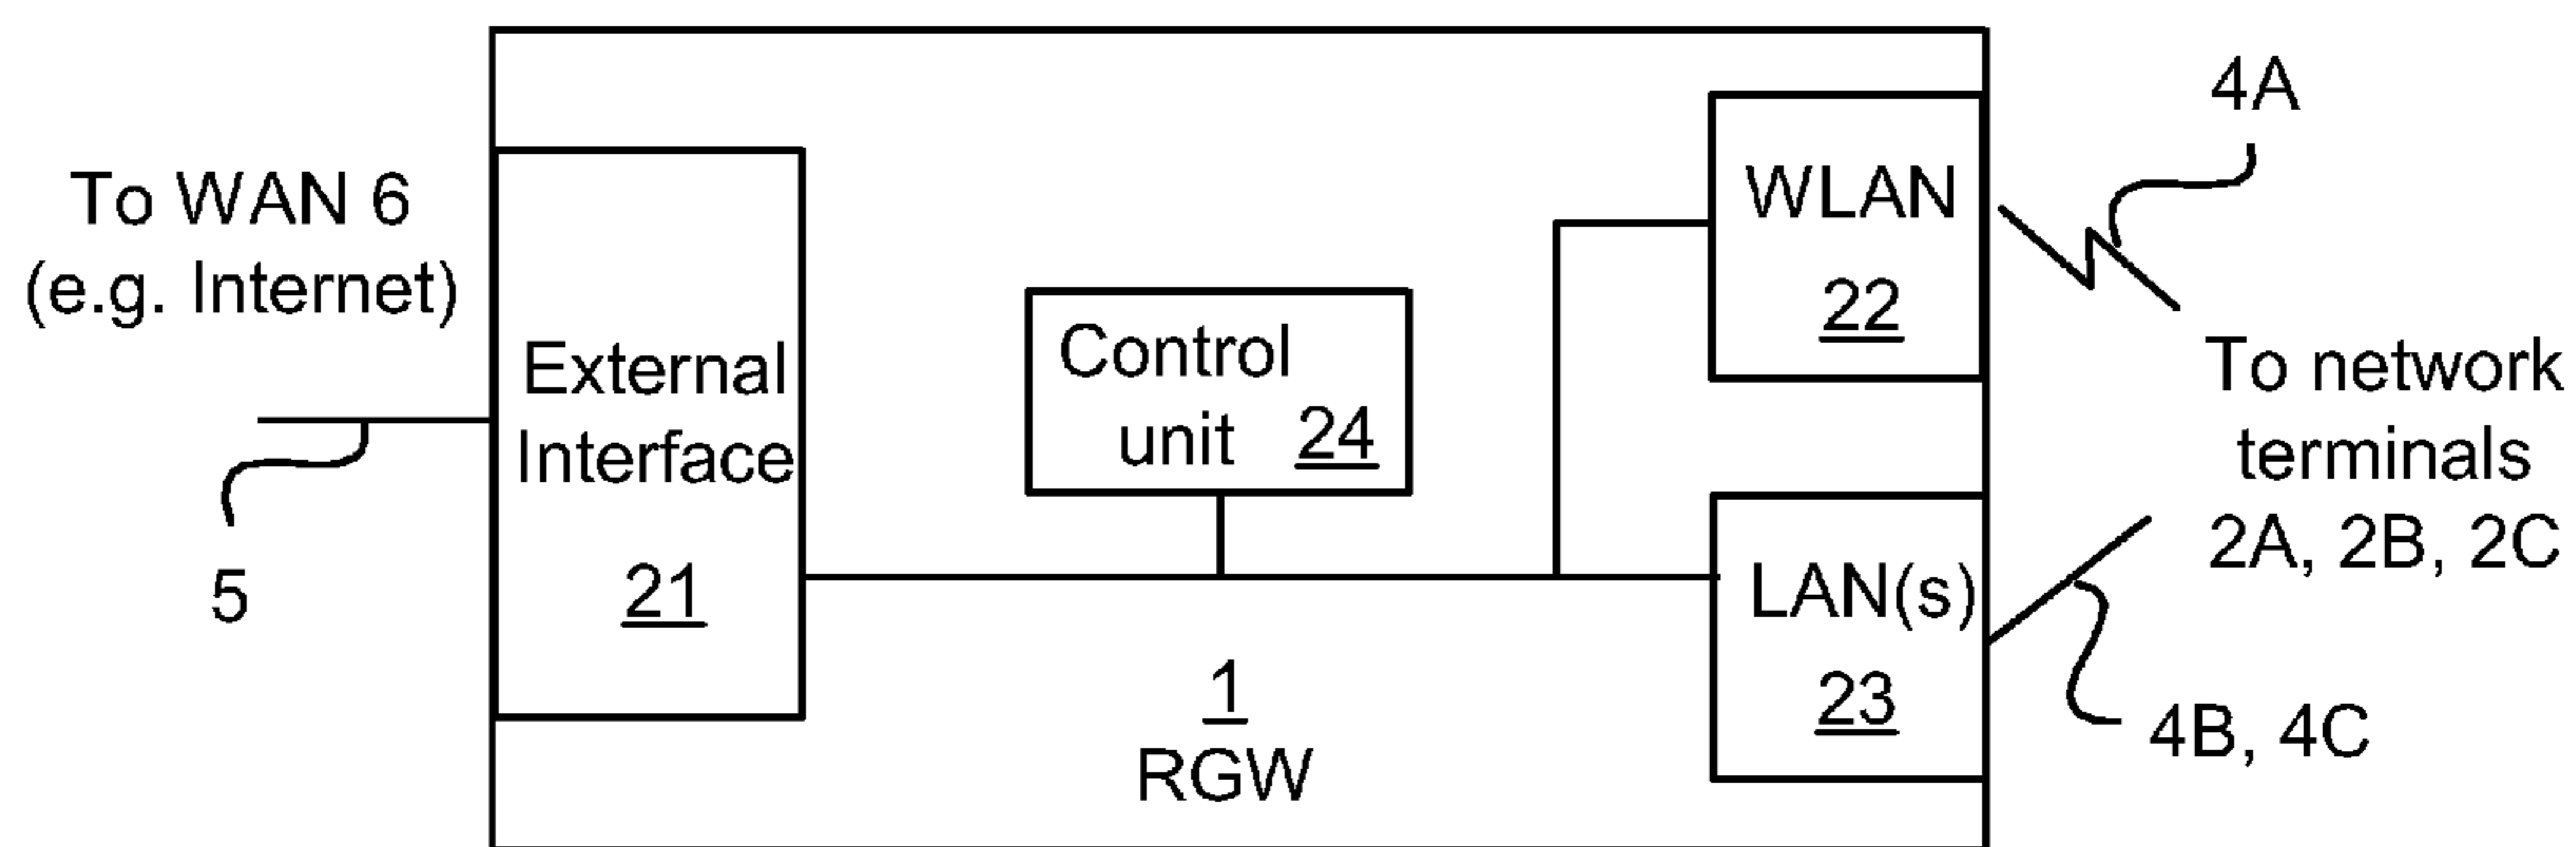 To WAN 6
(e.g. Internet)
5
External
Interface
21
Control
unit 24
1
RGW
WLAN
22
LAN(s)
23
4A
To network
terminals
2A, 2B, 2C
4B, 4C